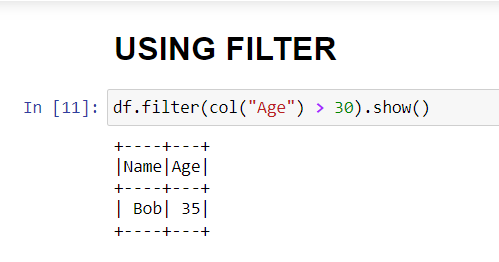 USING FILTER
In [11]: df.filter(col("Age") > 30).show()
+----+---+
|Name|Age|
+----+---+
| Bob| 35|
+----+---+